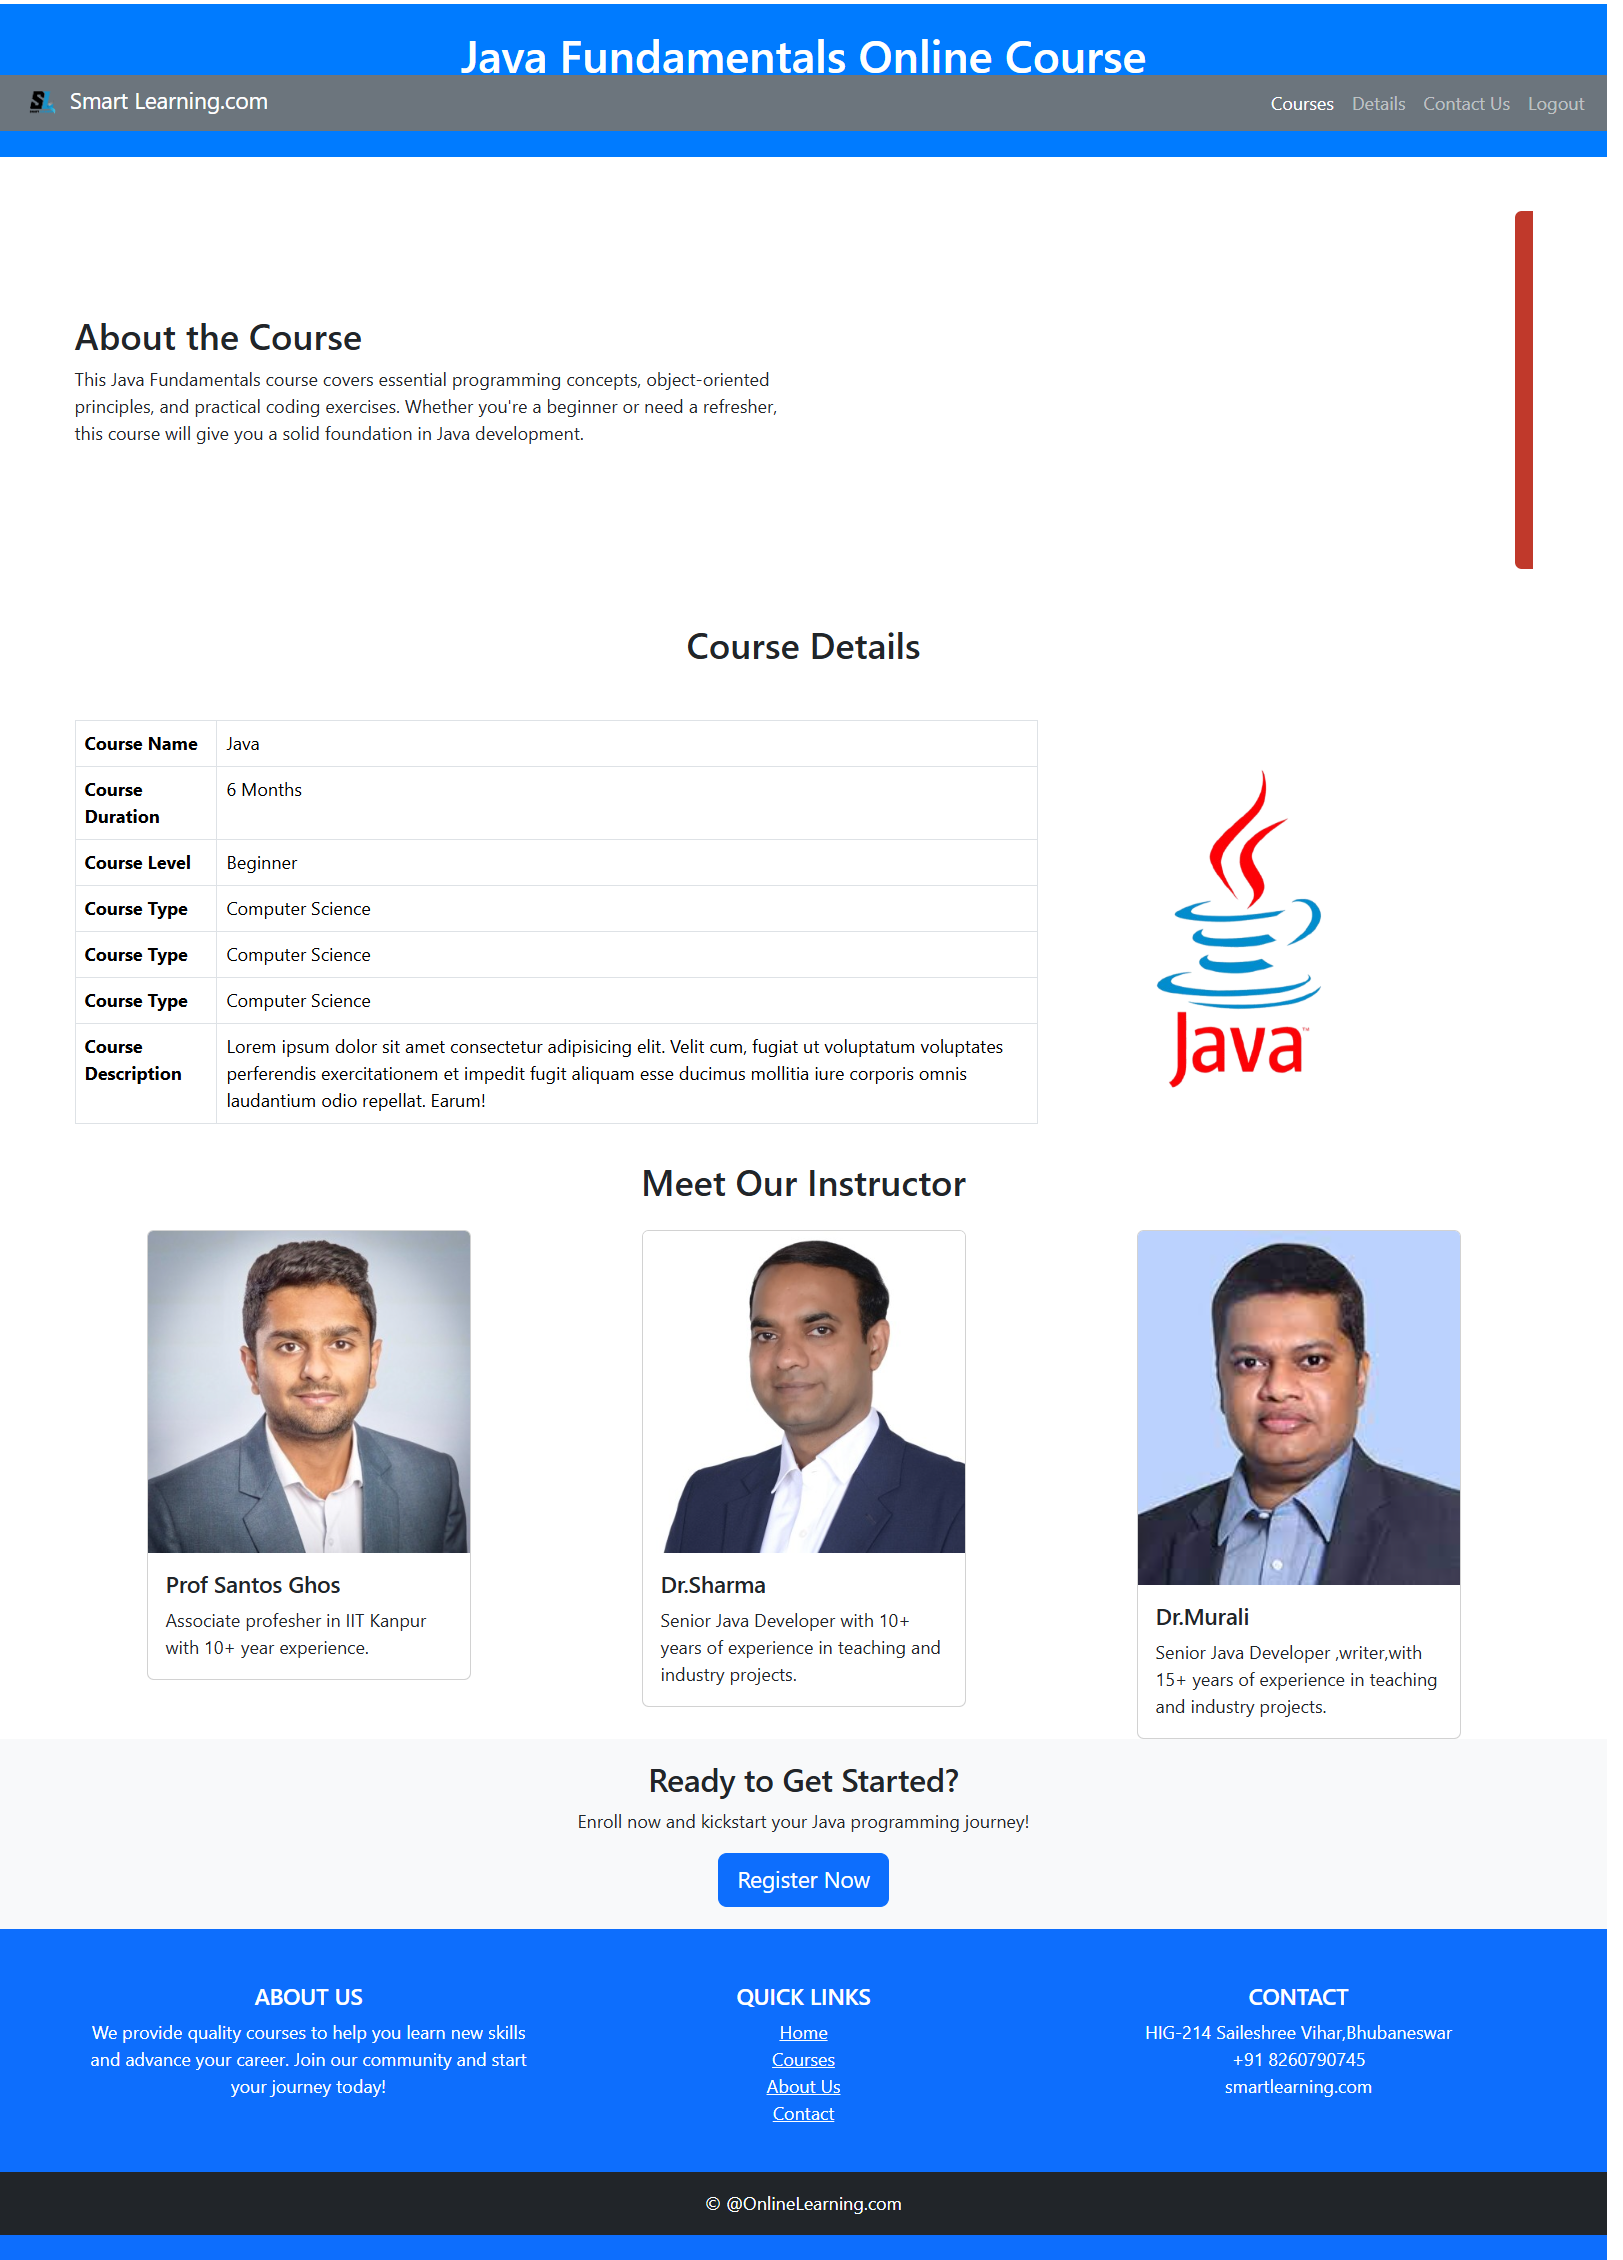 Java Fundamentals Online Course
Smart Learning.com
Courses Details Contact Us Logout
About the Course
This Java Fundamentals course covers essential programming concepts, object-oriented
principles, and practical coding exercises. Whether you're a beginner or need a refresher,
this course will give you a solid foundation in Java development.
Course Details
Course Name Java
Course Duration 6 Months
Course Level Beginner
Course Type Computer Science
Course Type Computer Science
Course Type Computer Science
Course Description
Lorem ipsum dolor sit amet consectetur adipisicing elit. Velit cum, fugiat ut voluptatum voluptates
perferendis exercitationem et impedit fugit aliquam esse ducimus mollitia iure corporis omnis
laudantium odio repellat. Earum!
Java™
Meet Our Instructor
Prof Santos Ghos
Associate profesher in IIT Kanpur
with 10+ year experience.
Dr.Sharma
Senior Java Developer with 10+
years of experience in teaching and
industry projects.
Dr.Murali
Senior Java Developer ,writer,with
15+ years of experience in teaching
and industry projects.
Ready to Get Started?
Enroll now and kickstart your Java programming journey!
Register Now
ABOUT US
We provide quality courses to help you learn new skills
and advance your career. Join our community and start
your journey today!
QUICK LINKS
Home
Courses
About Us
Contact
CONTACT
HIG-214 Saileshree Vihar,Bhubaneswar
+91 8260790745
smartlearning.com
© @OnlineLearning.com